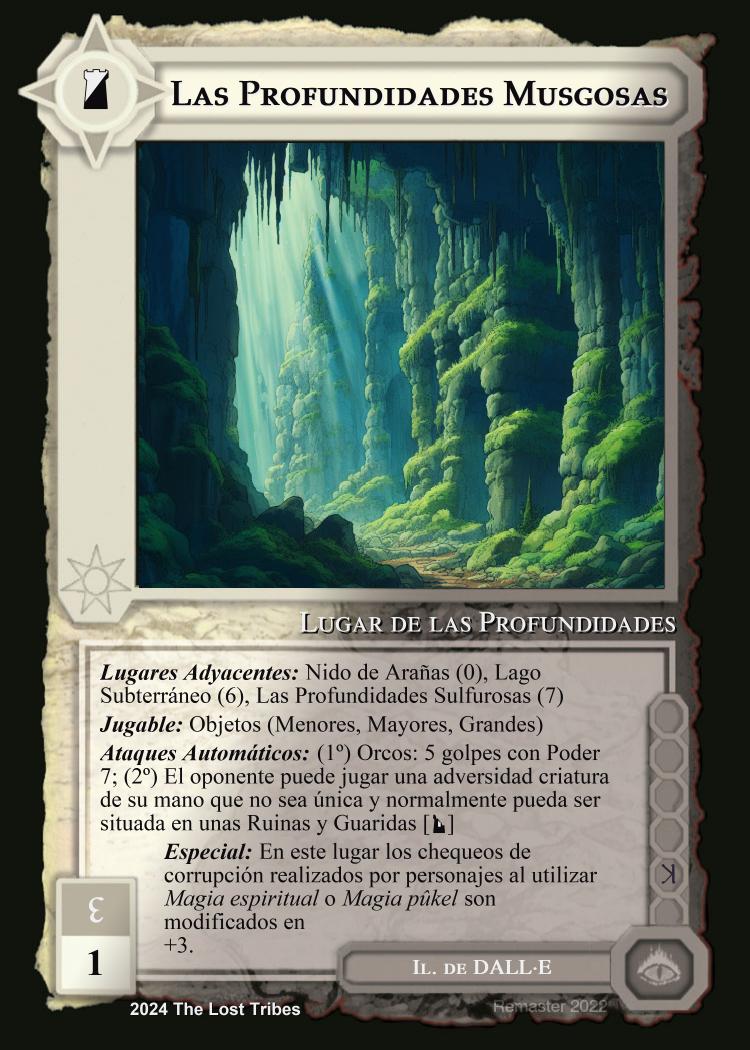 Las Profundidades Musgosas
Lugar de las Profundidades
Lugares Adyacentes: Nido de Arañas (0), Lago
Subterráneo (6), Las Profundidades Sulfurosas (7)
Jugable: Objetos (Menores, Mayores, Grandes)
Ataques Automáticos: (1º) Orcos: 5 golpes con Poder
7; (2º) El oponente puede jugar una adversidad criatura
de su mano que no sea única y normalmente pueda ser
situada en unas Ruinas y Guaridas [ ]
Especial: En este lugar los chequeos de
corrupción realizados por personajes al utilizar
Magia espiritual o Magia pûkel son
modificados en
+3.
1
Il. de DALL·E
2024 The Lost Tribes
Remaster 2022